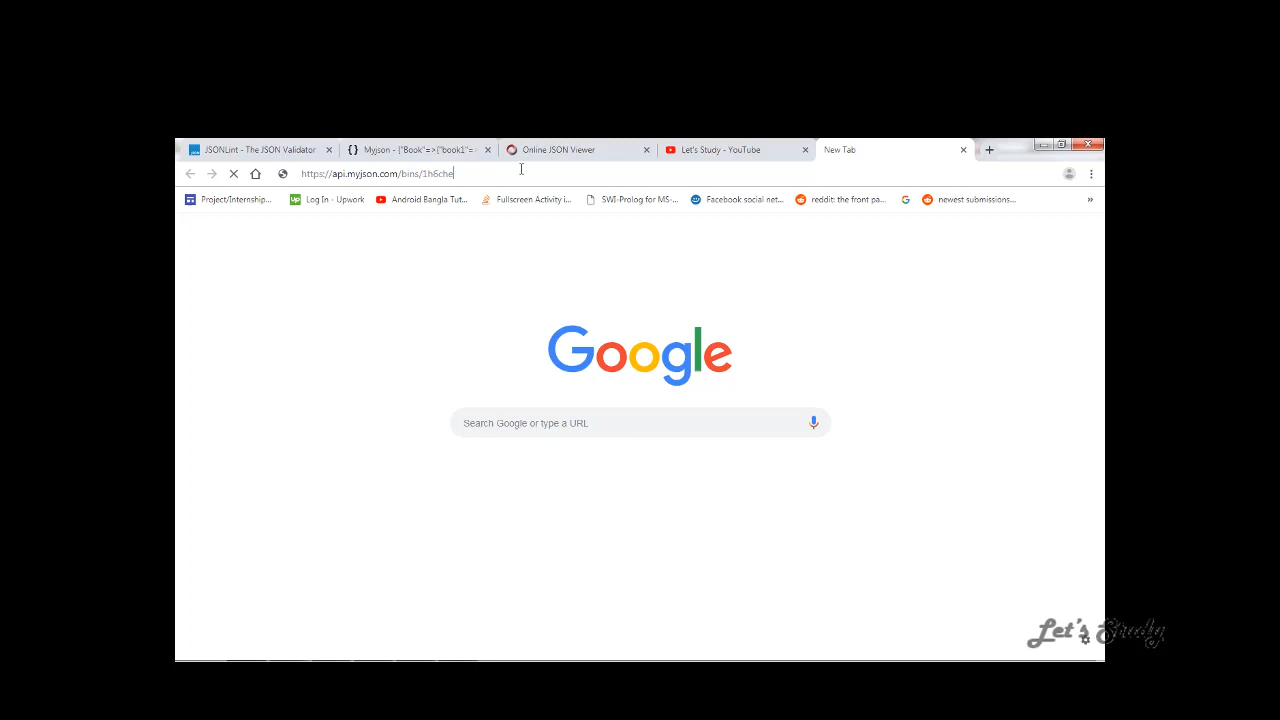 JSONLint - The JSON Validator
Myjson - {"Book"=>{"book1"=
Online JSON Viewer
Let's Study - YouTube
New Tab
https://api.myjson.com/bins/1h6che
Project/Internship...
Log In - Upwork
Android Bangla Tut...
Fullscreen Activity i...
SWI-Prolog for MS-...
Facebook social net...
reddit: the front pa...
newest submissions...
»
Google
Search Google or type a URL
Let's Study